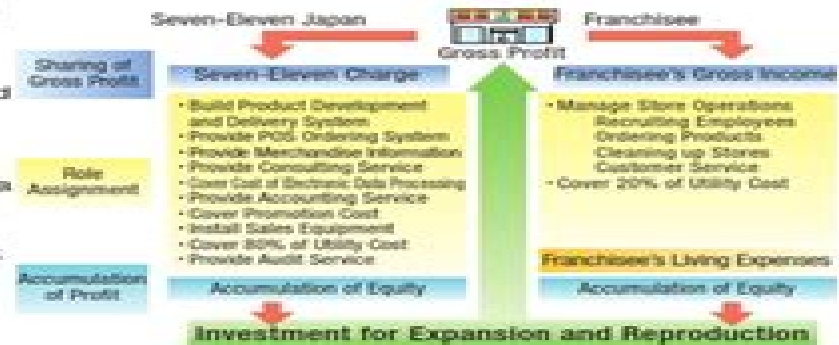 Seven-Eleven Japan
Franchisee
Gross Profit
Sharing of
Gross Profit
Seven-Eleven Charge
Franchisee's Gross Income
Role
Assignment
• Build Product Development
and Delivery System
• Provide POS Ordering System
• Provide Merchandise Information
• Provide Consulting Service
• Cover Cost of Electronic Data Processing
• Provide Accounting Service
• Cover Promotion Cost
• Install Sales Equipment
• Cover 80% of Utility Cost
• Provide Audit Service
• Manage Store Operations
Recruiting Employees
Ordering Products
Cleaning up Stores
Customer Service
• Cover 20% of Utility Cost
Franchisee's Living Expenses
Accumulation
of Profit
Accumulation of Equity
Accumulation of Equity
Investment for Expansion and Reproduction